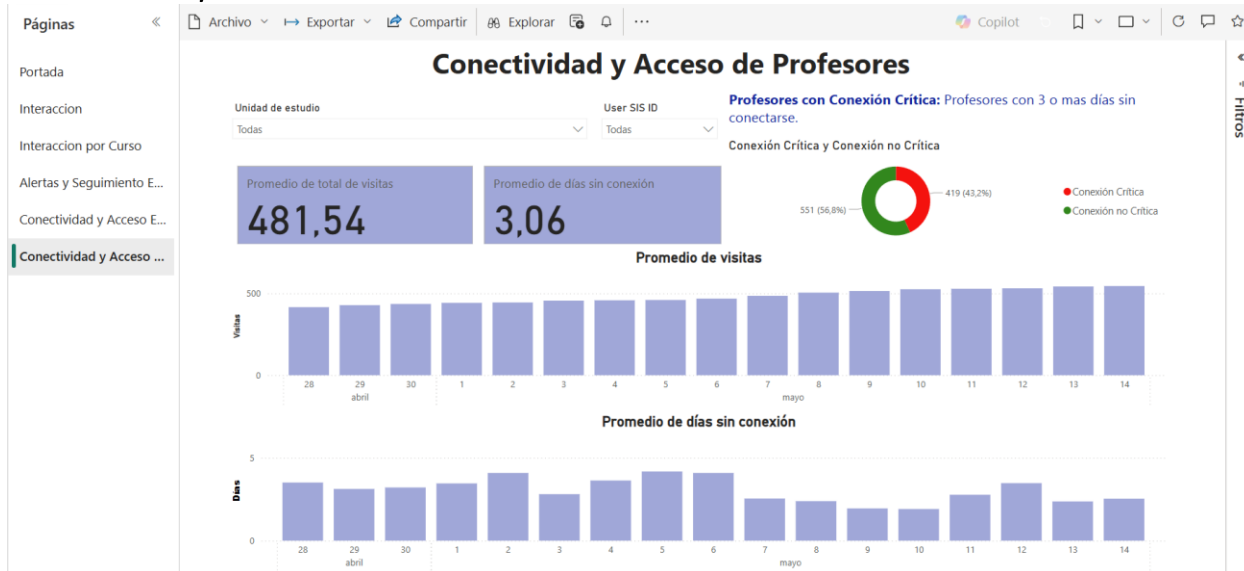 Páginas
Archivo
Exportar
Compartir
Explorar
Copilot
Portada
Interaccion
Interaccion por Curso
Alertas y Seguimiento E...
Conectividad y Acceso E...
Conectividad y Acceso ...
Filtros
Conectividad y Acceso de Profesores
Unidad de estudio
Todas
User SIS ID
Todas
Profesores con Conexión Crítica: Profesores con 3 o mas días sin
conectarse.
Conexión Crítica y Conexión no Crítica
551 (56,8%)
419 (43,2%)
Conexión Crítica
Conexión no Crítica
Promedio de total de visitas
481,54
Promedio de días sin conexión
3,06
Promedio de visitas
Visitas
500
0
28 29 30 1 2 3 4 5 6 7 8 9 10 11 12 13 14
abril mayo
Promedio de días sin conexión
Días
5
0
28 29 30 1 2 3 4 5 6 7 8 9 10 11 12 13 14
abril mayo